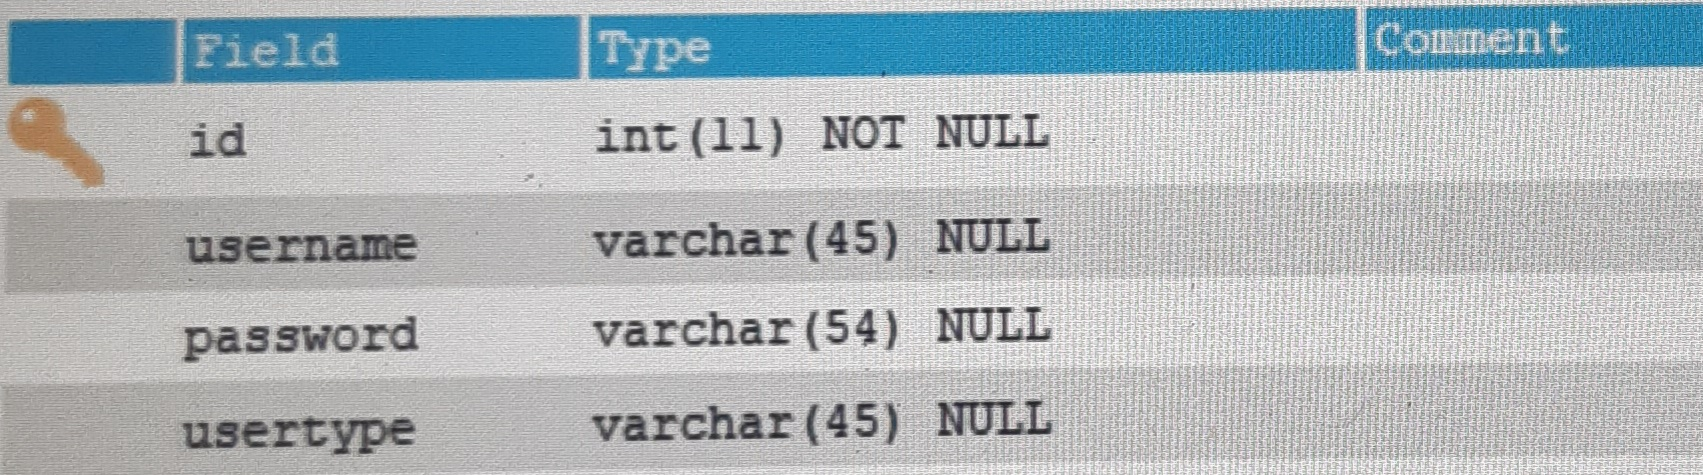 Field Type Comment
id int(11) NOT NULL
username varchar(45) NULL
password varchar(54) NULL
usertype varchar(45) NULL